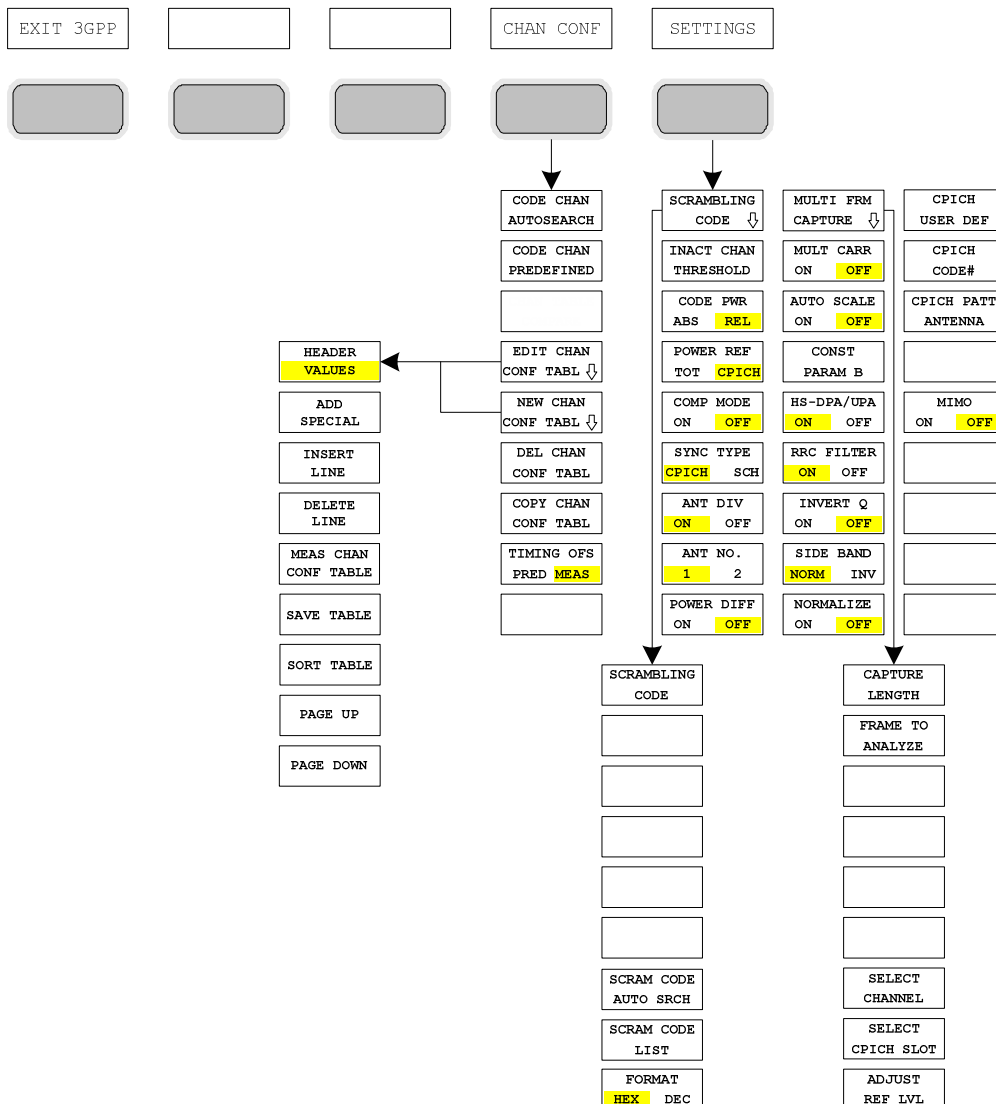 EXIT 3GPP
CHAN CONF
SETTINGS
CODE CHAN
AUTOSEARCH
CODE CHAN
PREDEFINED
EDIT CHAN
CONF TABL
NEW CHAN
CONF TABL
DEL CHAN
CONF TABL
COPY CHAN
CONF TABL
TIMING OFS
PRED MEAS
HEADER
VALUES
ADD
SPECIAL
INSERT
LINE
DELETE
LINE
MEAS CHAN
CONF TABLE
SAVE TABLE
SORT TABLE
PAGE UP
PAGE DOWN
SCRAMBLING
CODE
INACT CHAN
THRESHOLD
CODE PWR
ABS REL
POWER REF
TOT CPICH
COMP MODE
ON OFF
SYNC TYPE
CPICH SCH
ANT DIV
ON OFF
ANT NO.
1 2
POWER DIFF
ON OFF
MULTI FRM
CAPTURE
MULT CARR
ON OFF
AUTO SCALE
ON OFF
CONST
PARAM B
HS-DPA/UPA
ON OFF
RRC FILTER
ON OFF
INVERT Q
ON OFF
SIDE BAND
NORM INV
NORMALIZE
ON OFF
CPICH
USER DEF
CPICH
CODE#
CPICH PATT
ANTENNA
MIMO
ON OFF
SCRAMBLING
CODE
SCRAM CODE
AUTO SRCH
SCRAM CODE
LIST
FORMAT
HEX DEC
CAPTURE
LENGTH
FRAME TO
ANALYZE
SELECT
CHANNEL
SELECT
CPICH SLOT
ADJUST
REF LVL